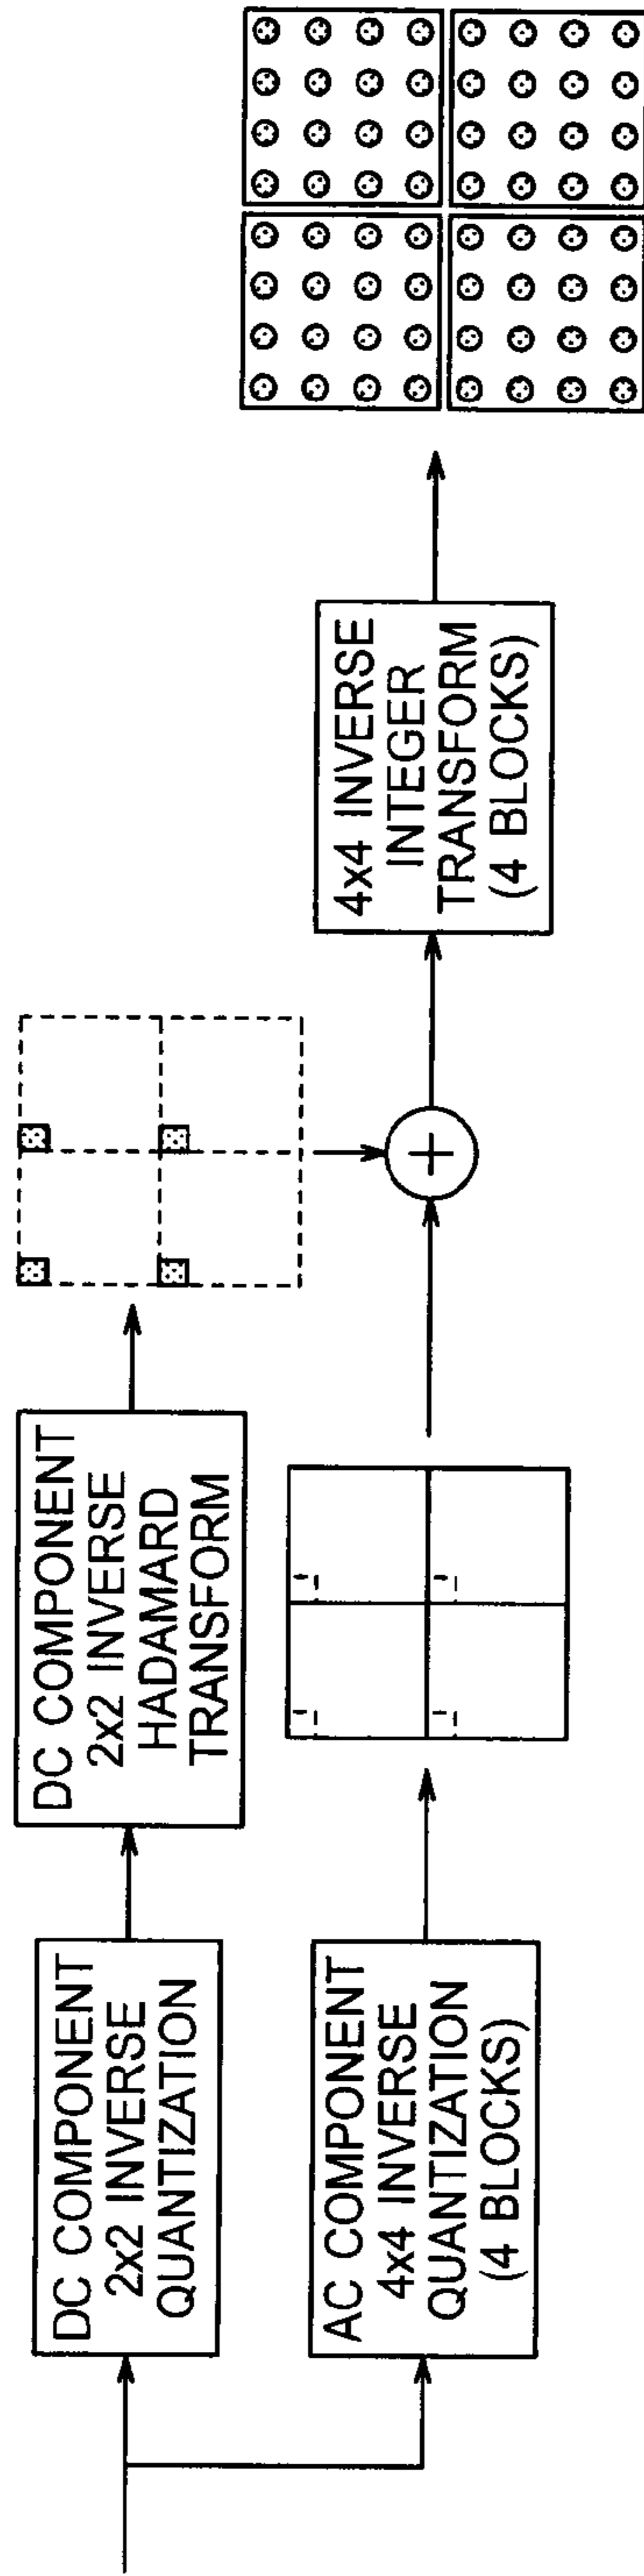 DC COMPONENT
2x2 INVERSE
QUANTIZATION
DC COMPONENT
2x2 INVERSE
HADAMARD
TRANSFORM
AC COMPONENT
4x4 INVERSE
QUANTIZATION
(4 BLOCKS)
+
4x4 INVERSE
INTEGER
TRANSFORM
(4 BLOCKS)